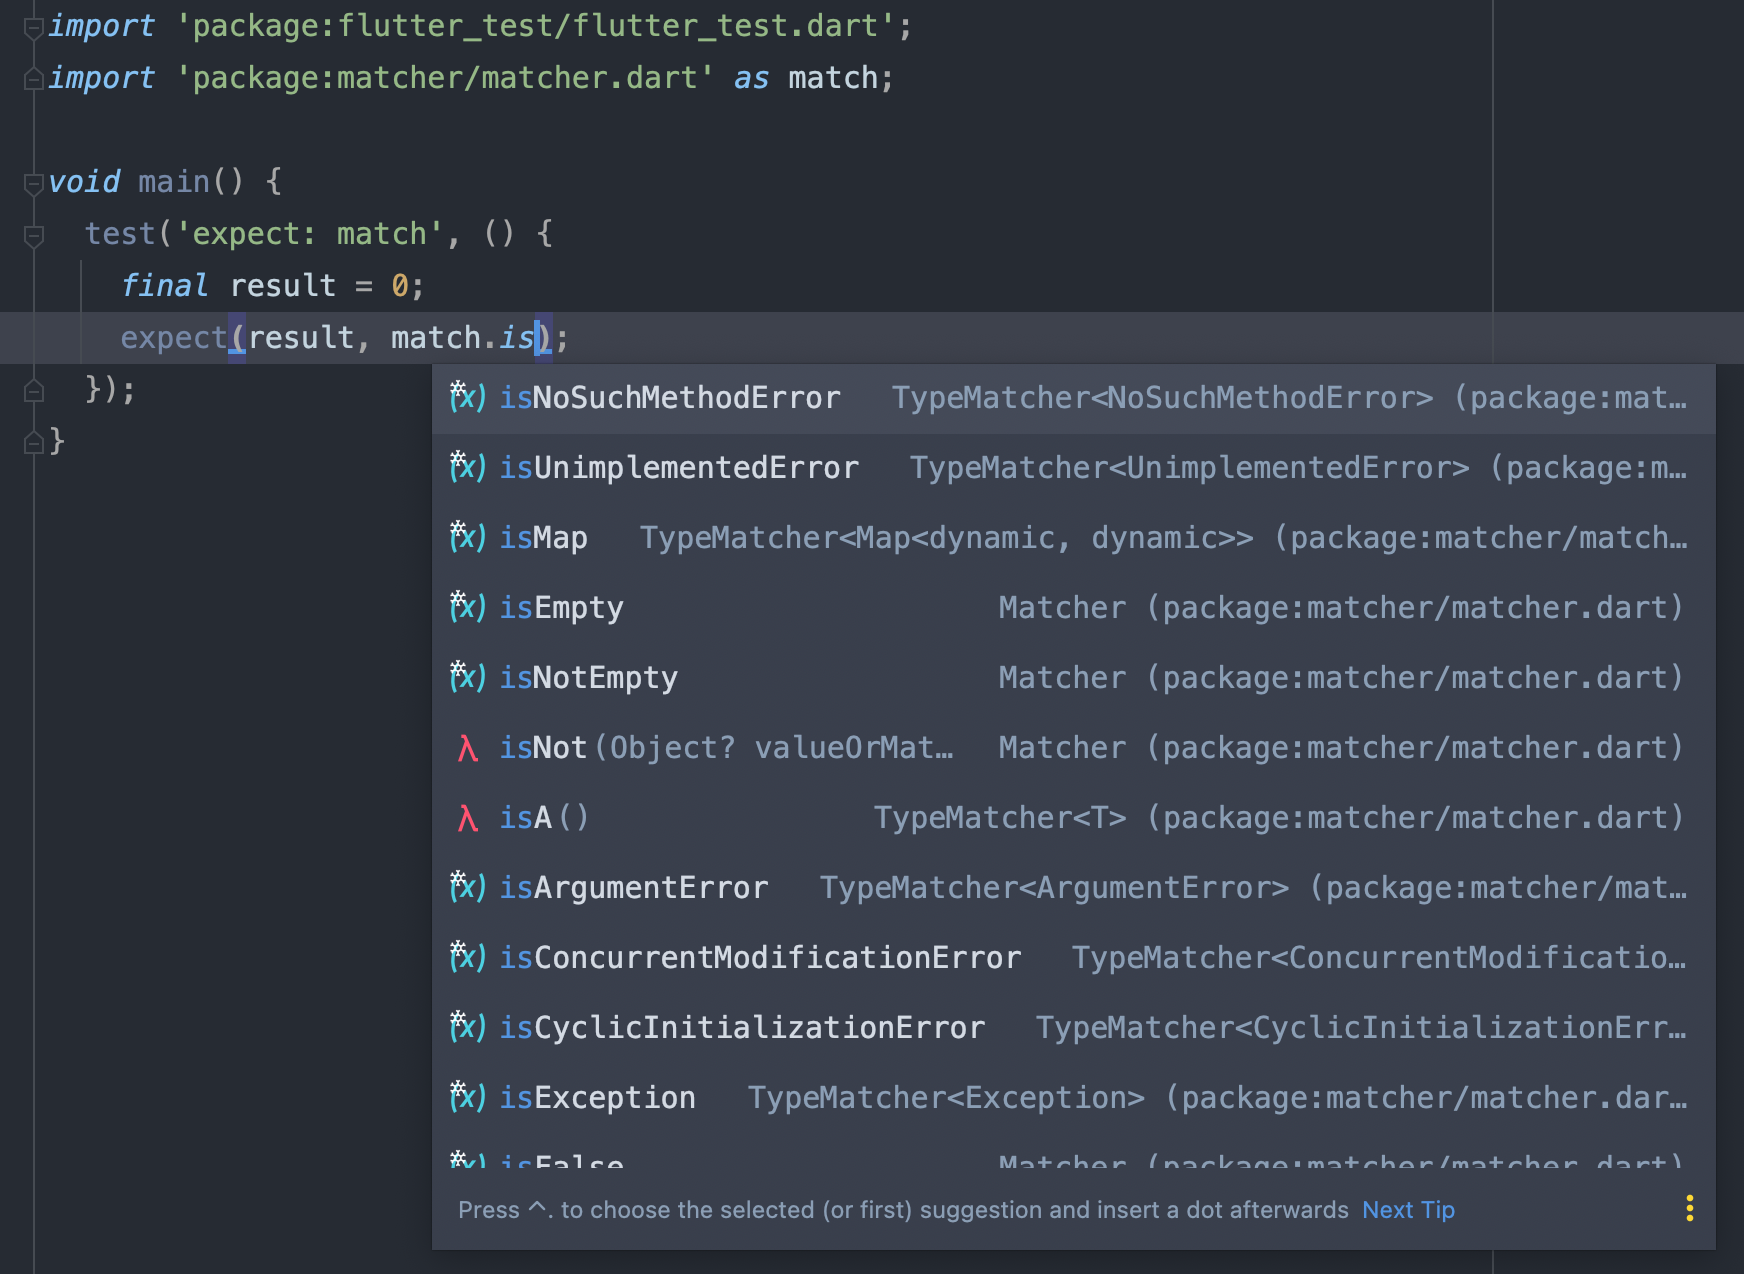 import 'package:flutter_test/flutter_test.dart';
import 'package:matcher/matcher.dart' as match;
void main() {
test('expect: match', () {
final result = 0;
expect(result, match.is);
});
}
isNoSuchMethodError TypeMatcher<NoSuchMethodError> (package:mat…
isUnimplementedError TypeMatcher<UnimplementedError> (package:m…
isMap TypeMatcher<Map<dynamic, dynamic>> (package:matcher/match…
isEmpty Matcher (package:matcher/matcher.dart)
isNotEmpty Matcher (package:matcher/matcher.dart)
λ isNot(Object? valueOrMat… Matcher (package:matcher/matcher.dart)
λ isA() TypeMatcher<T> (package:matcher/matcher.dart)
isArgumentError TypeMatcher<ArgumentError> (package:matcher/mat…
isConcurrentModificationError TypeMatcher<ConcurrentModificatio…
isCyclicInitializationError TypeMatcher<CyclicInitializationErr…
isException TypeMatcher<Exception> (package:matcher/matcher.dar…
isFalse Matcher (package:matcher/matcher.dart)
Press ^. to choose the selected (or first) suggestion and insert a dot afterwards Next Tip